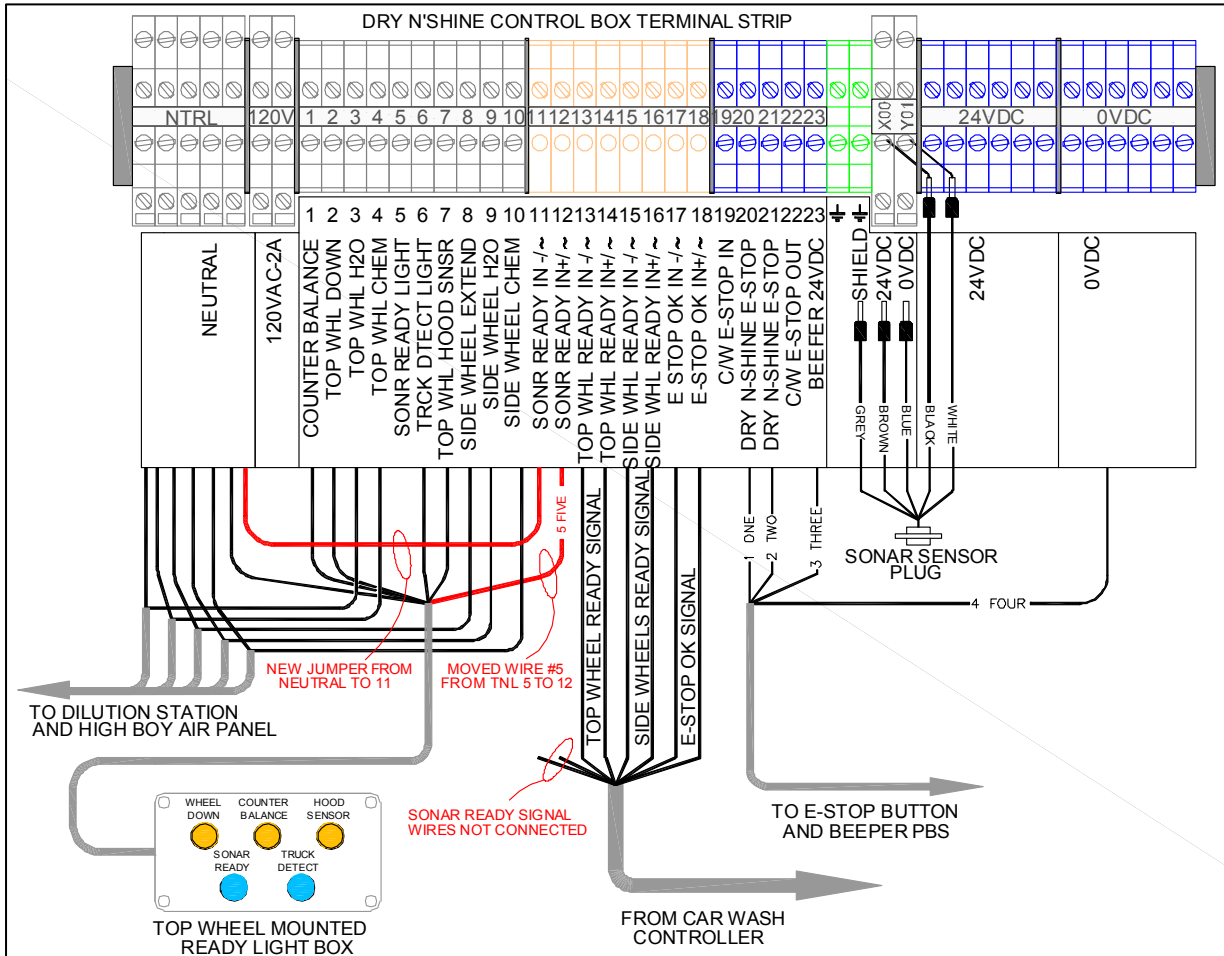 DRY N'SHINE CONTROL BOX TERMINAL STRIP
NTRL
120V
1 2 3 4 5 6 7 8 9 10 11 12 13 14 15 16 17 18 19 20 21 22 23
X00
Y01
24VDC
0VDC
1 2 3 4 5 6 7 8 9 10 11 12 13 14 15 16 17 18 19 20 21 22 23
NEUTRAL
120VAC-2A
COUNTER BALANCE
TOP WHL DOWN
TOP WHL H2O
TOP WHL CHEM
SONR READY LIGHT
TRCK DTECT LIGHT
TOP WHL HOOD SNSR
SIDE WHEEL EXTEND
SIDE WHEEL H2O
SIDE WHEEL CHEM
SONR READY IN -/~
SONR READY IN+/~
TOP WHL READY IN -/~
TOP WHL READY IN+/~
SIDE WHL READY IN -/~
SIDE WHL READY IN+/~
E STOP OK IN -/~
E-STOP OK IN+/~
C/W E-STOP IN
DRY N-SHINE E-STOP
DRY N-SHINE E-STOP
C/W E-STOP OUT
BEEFER 24VDC
SHIELD
24VDC
0VDC
24VDC
0VDC
GREY
BROWN
BLUE
BLACK
WHITE
5 FIVE
1 ONE
2 TWO
3 THREE
SONAR SENSOR
PLUG
4 FOUR
TOP WHEEL READY SIGNAL
SIDE WHEELS READY SIGNAL
E-STOP OK SIGNAL
NEW JUMPER FROM
NEUTRAL TO 11
MOVED WIRE #5
FROM TNL 5 TO 12
TO DILUTION STATION
AND HIGH BOY AIR PANEL
SONAR READY SIGNAL
WIRES NOT CONNECTED
TO E-STOP BUTTON
AND BEEPER PBS
WHEEL
DOWN
COUNTER
BALANCE
HOOD
SENSOR
SONAR
READY
TRUCK
DETECT
TOP WHEEL MOUNTED
READY LIGHT BOX
FROM CAR WASH
CONTROLLER